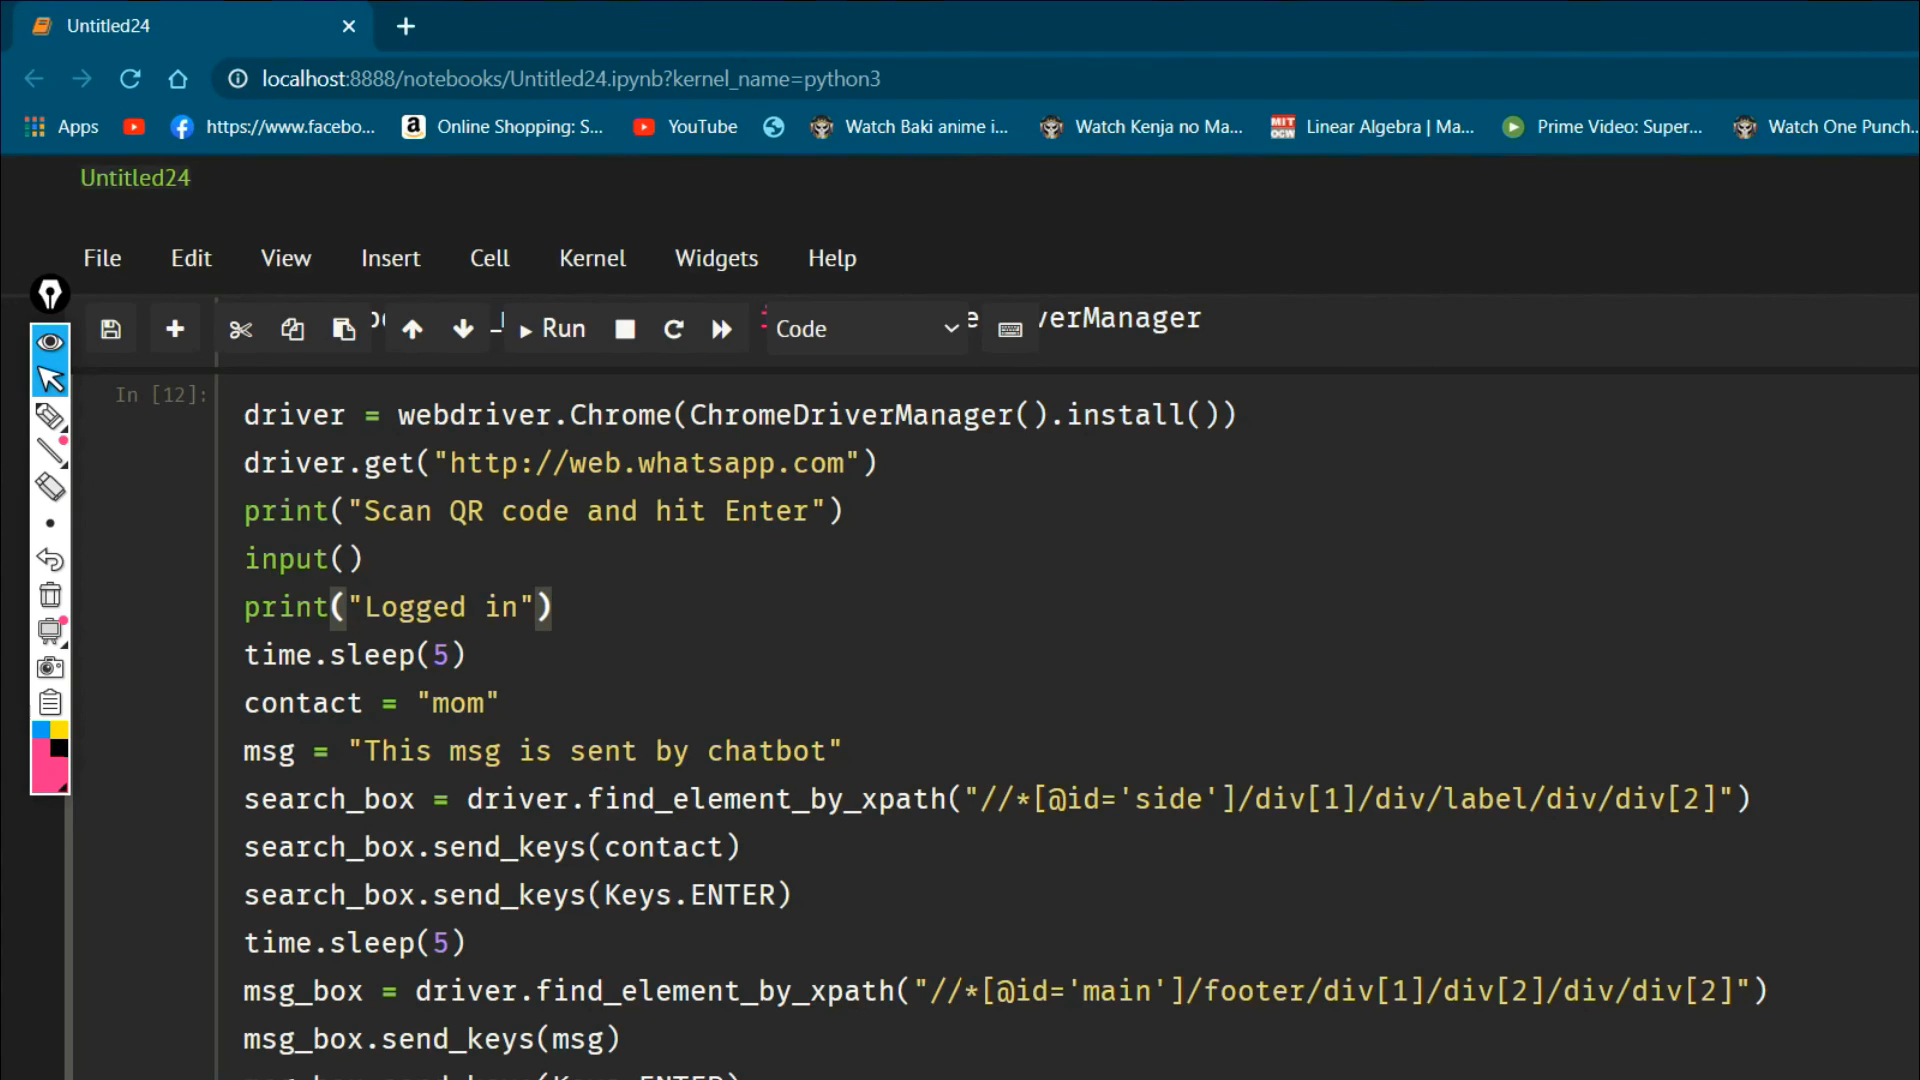 Untitled24
localhost:8888/notebooks/Untitled24.ipynb?kernel_name=python3
Apps https://www.facebo... Online Shopping: S... YouTube Watch Baki anime i... Watch Kenja no Ma... MIT OCW Linear Algebra | Ma... Prime Video: Super... Watch One Punch...
Untitled24
File Edit View Insert Cell Kernel Widgets Help
Run Code verManager
In [12]:
driver = webdriver.Chrome(ChromeDriverManager().install())
driver.get("http://web.whatsapp.com")
print("Scan QR code and hit Enter")
input()
print("Logged in")
time.sleep(5)
contact = "mom"
msg = "This msg is sent by chatbot"
search_box = driver.find_element_by_xpath("//*[@id='side']/div[1]/div/label/div/div[2]")
search_box.send_keys(contact)
search_box.send_keys(Keys.ENTER)
time.sleep(5)
msg_box = driver.find_element_by_xpath("//*[@id='main']/footer/div[1]/div[2]/div/div[2]")
msg_box.send_keys(msg)